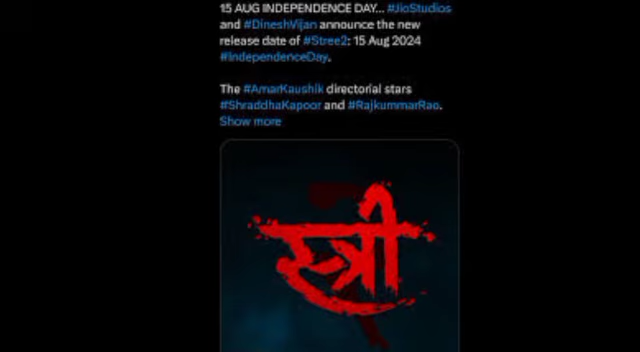 15 AUG INDEPENDENCE DAY... #JioStudios
and #DineshVijan announce the new
release date of #Stree2: 15 Aug 2024
#IndependenceDay.
The #AmarKaushik directorial stars
#ShraddhaKapoor and #RajkummarRao.
Show more
स्त्री